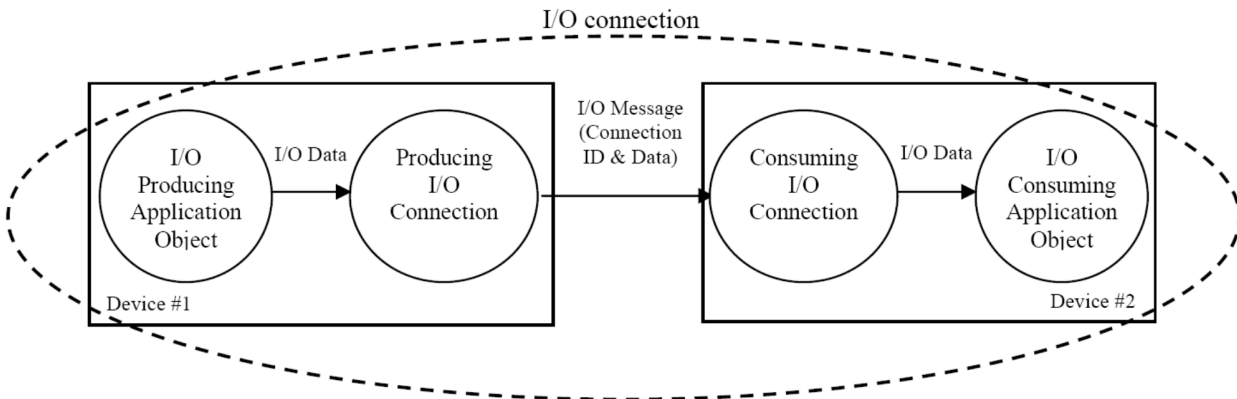 I/O connection
I/O
Producing
Application
Object
I/O Data
Producing
I/O
Connection
Device #1
I/O Message
(Connection
ID & Data)
Consuming
I/O
Connection
I/O Data
I/O
Consuming
Application
Object
Device #2